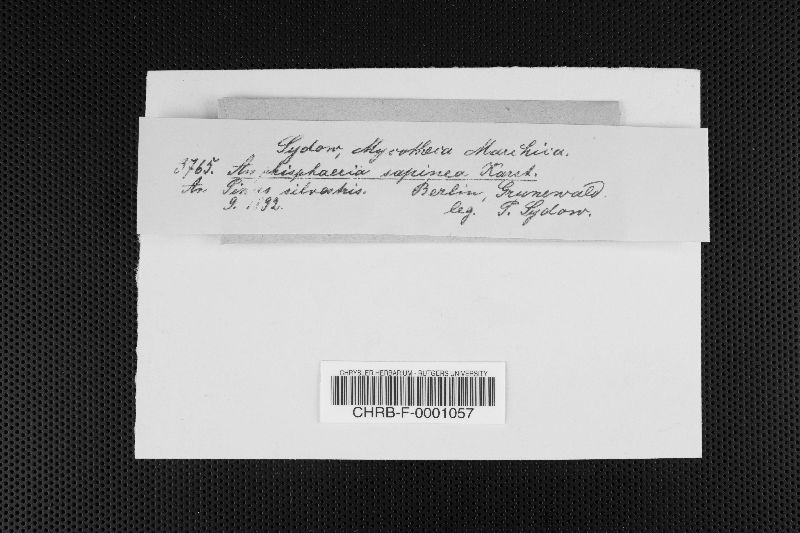 Sydow, Mycotheca Marchica.
3765. Amphisphaeria sapinea Karst.
An Pinus silvestris. Berlin, Grunewald.
9. 1892. leg. P. Sydow.
CHRYSLER HERBARIUM - RUTGERS UNIVERSITY
CHRB-F-0001057